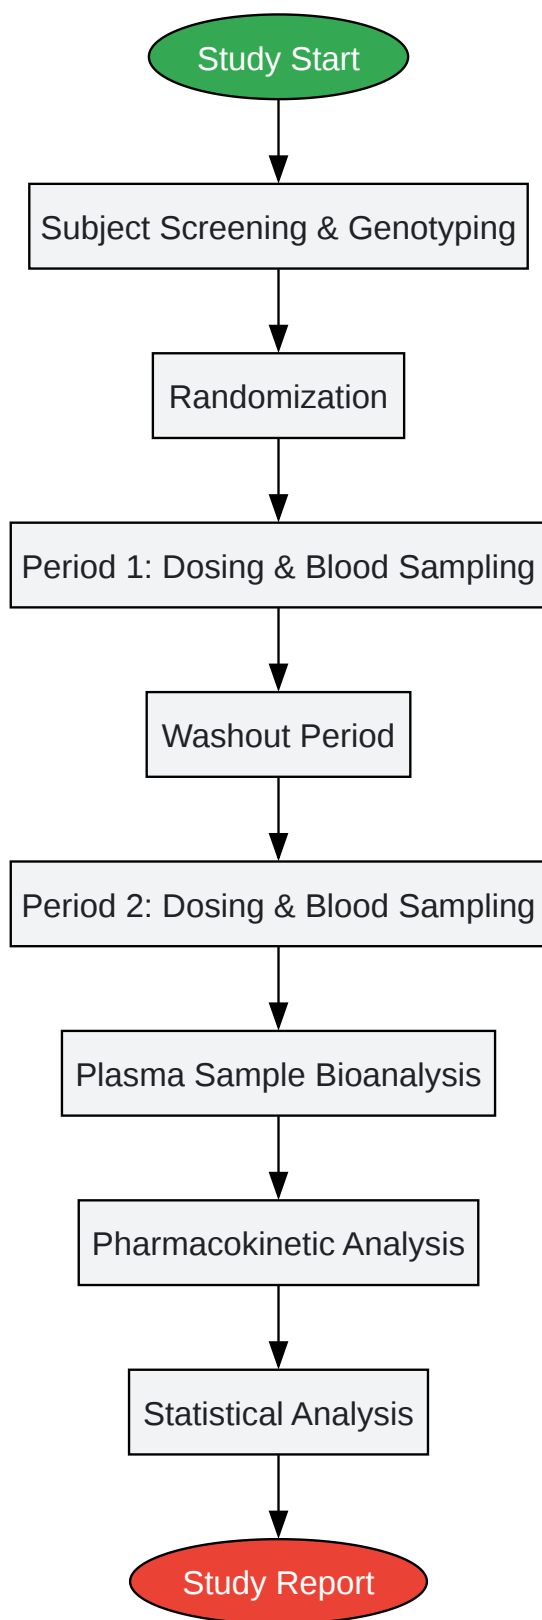 Study Start
Subject Screening & Genotyping
Randomization
Period 1: Dosing & Blood Sampling
Washout Period
Period 2: Dosing & Blood Sampling
Plasma Sample Bioanalysis
Pharmacokinetic Analysis
Statistical Analysis
Study Report